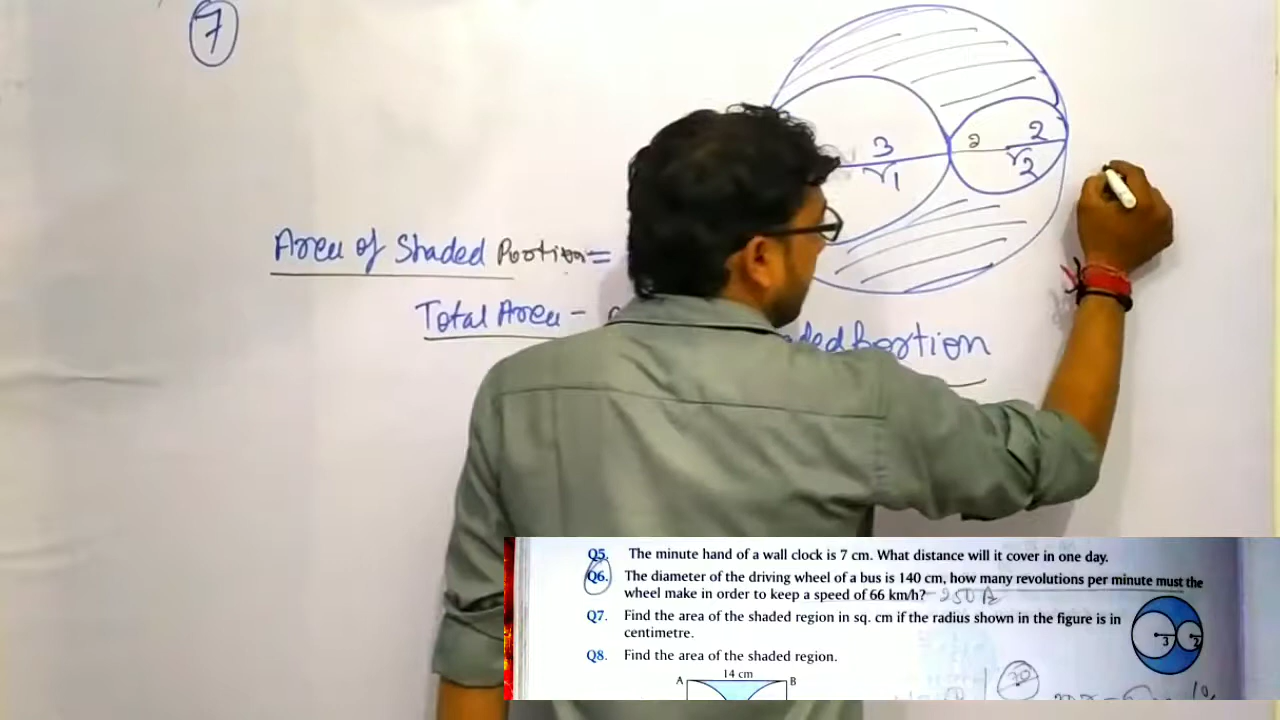 7
3
2 2
r1
r2
Area of Shaded Portion =
Total Area -
Portion
Q5. The minute hand of a wall clock is 7 cm. What distance will it cover in one day.
Q6. The diameter of the driving wheel of a bus is 140 cm, how many revolutions per minute must the
wheel make in order to keep a speed of 66 km/h? 250
Q7. Find the area of the shaded region in sq. cm if the radius shown in the figure is in
centimetre.
3 2
Q8. Find the area of the shaded region.
14 cm
A B
70